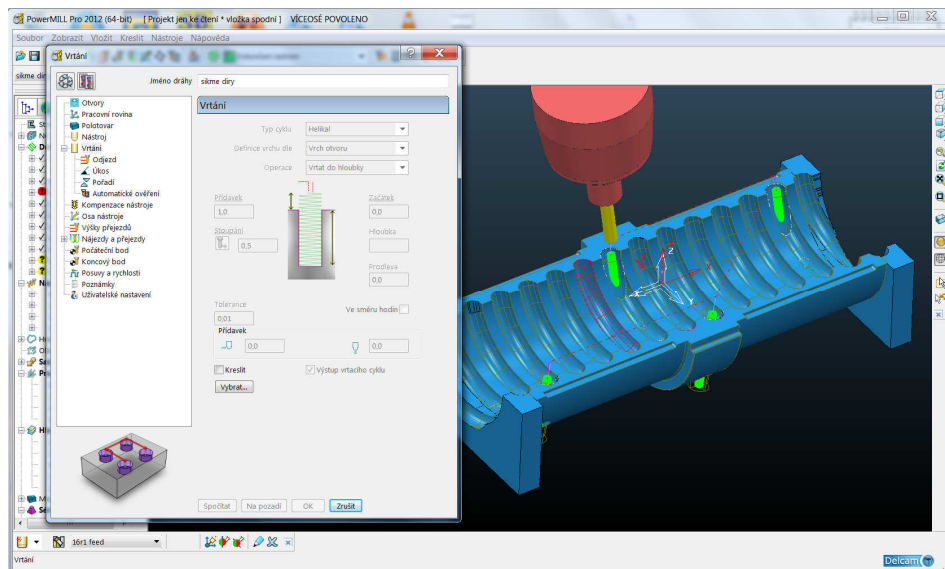 PowerMILL Pro 2012 (64-bit) [ Projekt jen ke čtení * vložka spodní ] VÍCEOSÉ POVOLENO
Soubor Zobrazit Vložit Kreslit Nástroje Nápověda
Vrtání
sikme dir
Jméno dráhy sikme diry
Otvory
Pracovní rovina
Polotovar
Nástroj
Vrtání
Odjezd
Úkos
Pořadí
Automatické ověření
Kompenzace nástroje
Osa nástroje
Výšky přejezdů
Nájezdy a přejezdy
Počáteční bod
Koncový bod
Posuvy a rychlosti
Poznámky
Uživatelské nastavení
Vrtání
Typ cyklu Helikal
Definice vrchu dle Vrch otvoru
Operace Vrtat do hloubky
Přídavek
1,0
Stoupání
0,5
Začátek
0,0
Hloubka
Prodleva
0,0
Tolerance
0,01
Ve směru hodin
Přídavek
0,0 0,0
Kreslit Výstup vrtacího cyklu
Vybrat...
Spočítat Na pozadí OK Zrušit
Z
Y
16r1 feed
Vrtání
Delcam